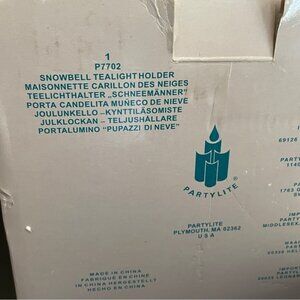 1
P7702
SNOWBELL TEALIGHT HOLDER
MAISONNETTE CARILLON DES NEIGES
TEELICHTHALTER „SCHNEEMÄNNER"
PORTA CANDELITA MUÑECO DE NIEVE
JOULUNKELLO –KYNTTILÄSOMISTE
JULKLOCKAN – TELJUSHÅLLARE
PORTALUMINO "PUPAZZI DI NEVE"
PARTYLITE®
PARTYLITE
PLYMOUTH, MA 02362
U S A
MADE IN CHINA
FABRIQUÉ EN CHINE
IN CHINA HERGESTELLT
HECHO EN CHINA
69126